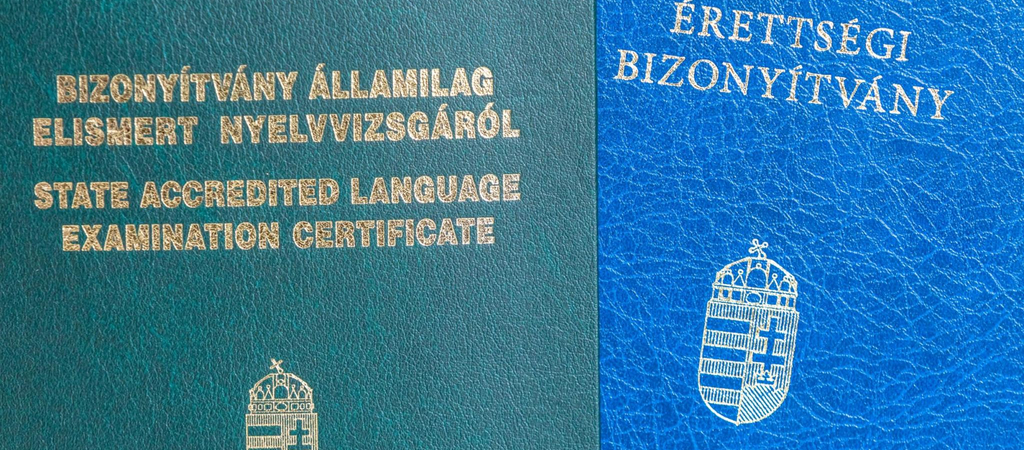 BIZONYÍTVÁNY ÁLLAMILAG
ELISMERT NYELVVIZSGÁRÓL
STATE ACCREDITED LANGUAGE
EXAMINATION CERTIFICATE
ÉRETTSÉGI
BIZONYÍTVÁNY